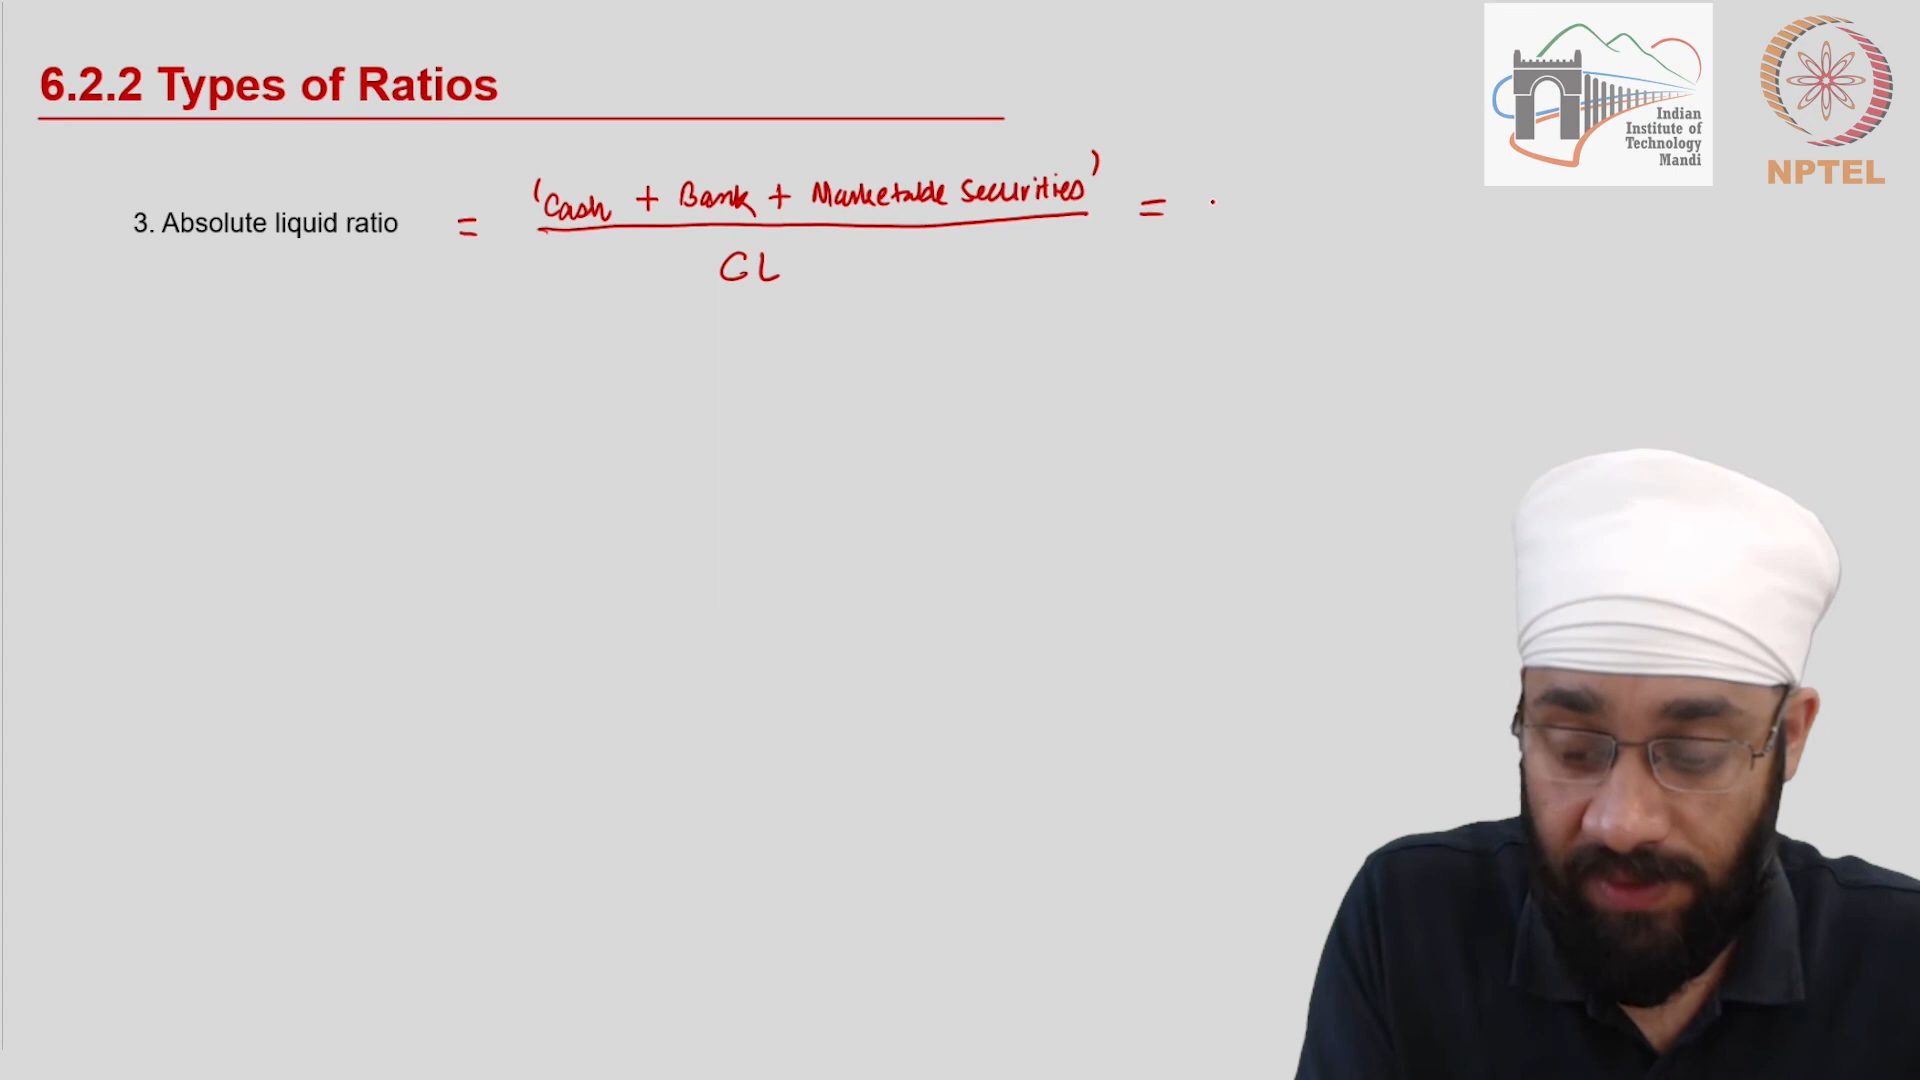 6.2.2 Types of Ratios
3. Absolute liquid ratio = (Cash + Bank + Marketable Securities) =
CL
Indian
Institute of
Technology
Mandi
NPTEL